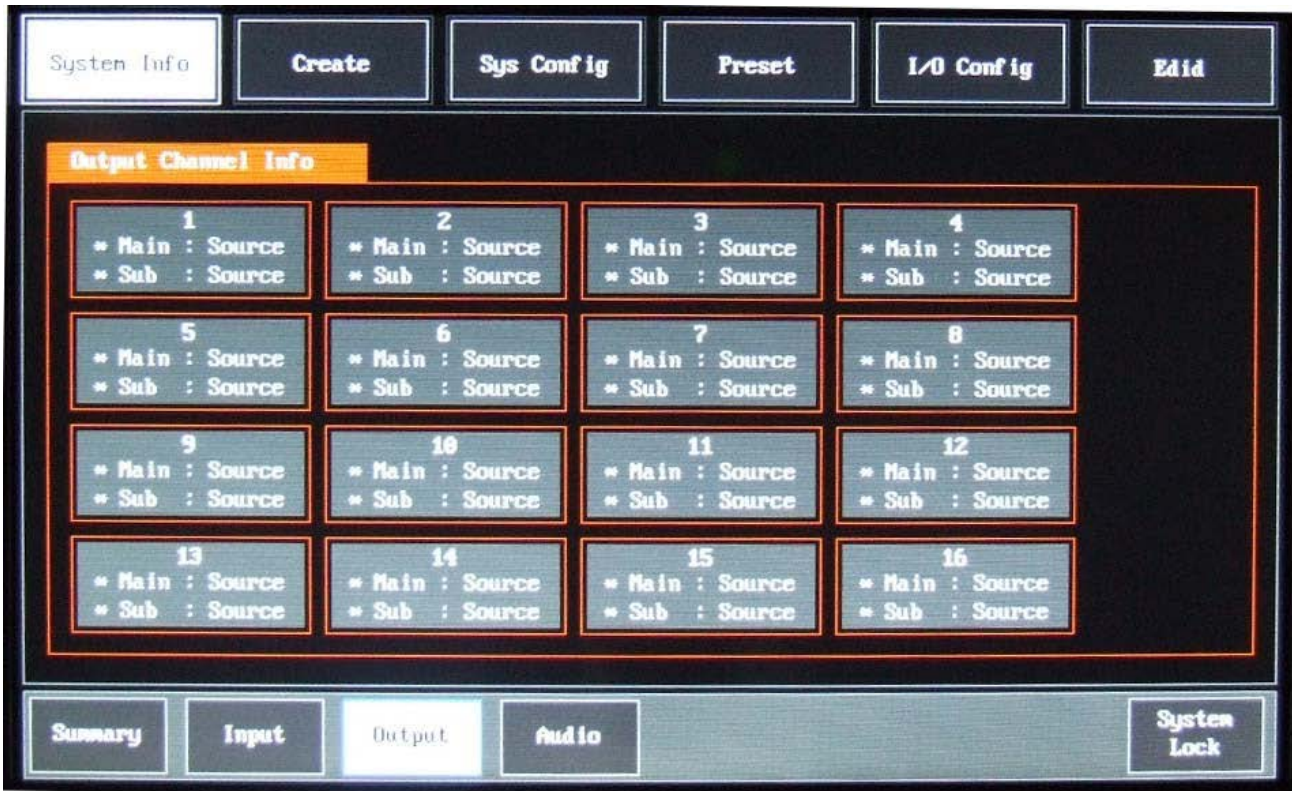 System Info
Create
Sys Config
Preset
I/O Config
Edid
Output Channel Info
1
* Main : Source
* Sub : Source
2
* Main : Source
* Sub : Source
3
* Main : Source
* Sub : Source
4
* Main : Source
* Sub : Source
5
* Main : Source
* Sub : Source
6
* Main : Source
* Sub : Source
7
* Main : Source
* Sub : Source
8
* Main : Source
* Sub : Source
9
* Main : Source
* Sub : Source
10
* Main : Source
* Sub : Source
11
* Main : Source
* Sub : Source
12
* Main : Source
* Sub : Source
13
* Main : Source
* Sub : Source
14
* Main : Source
* Sub : Source
15
* Main : Source
* Sub : Source
16
* Main : Source
* Sub : Source
Summary
Input
Output
Audio
System
Lock